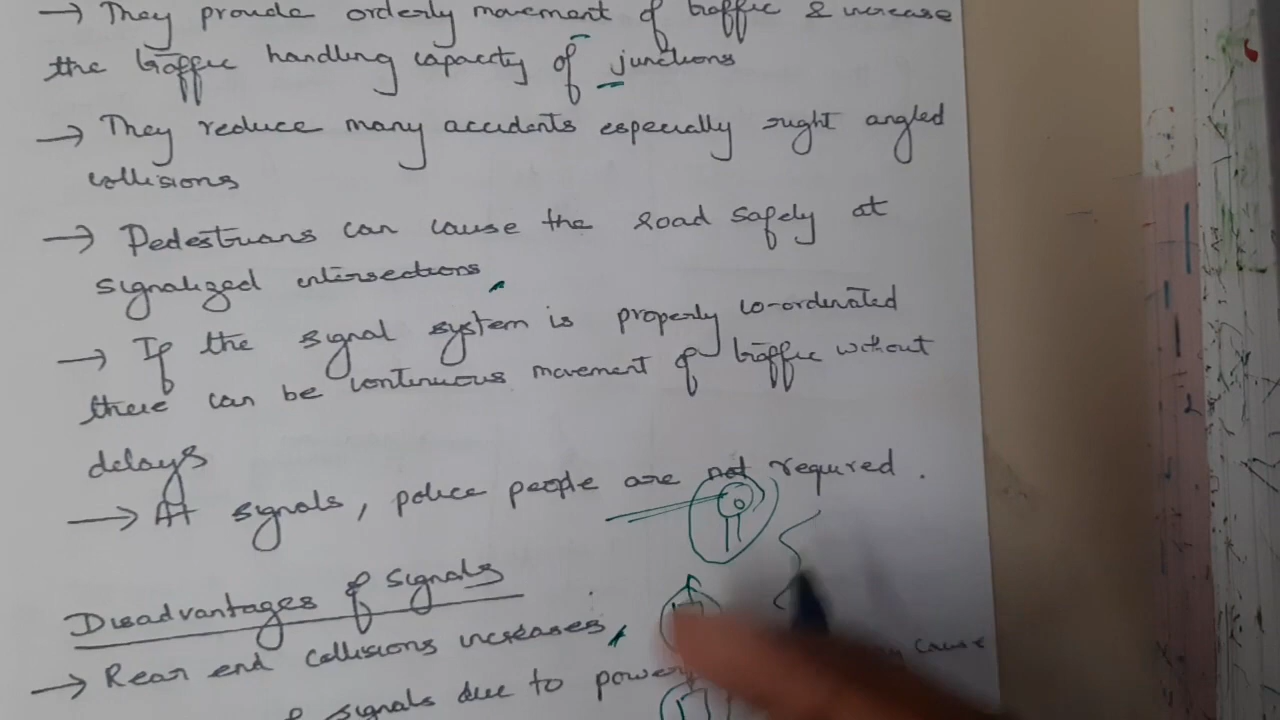 → They provide orderly movement of traffic & increase
the traffic handling capacity of junctions
→ They reduce many accidents especially right angled
collisions
→ Pedestrians can cause the road safely at
signalized intersections
→ If the signal system is properly co-ordinated
there can be continuous movement of traffic without
delays
→ At signals, police people are not required.
Disadvantages of Signals
→ Rear end collisions increases
of signals due to power cause